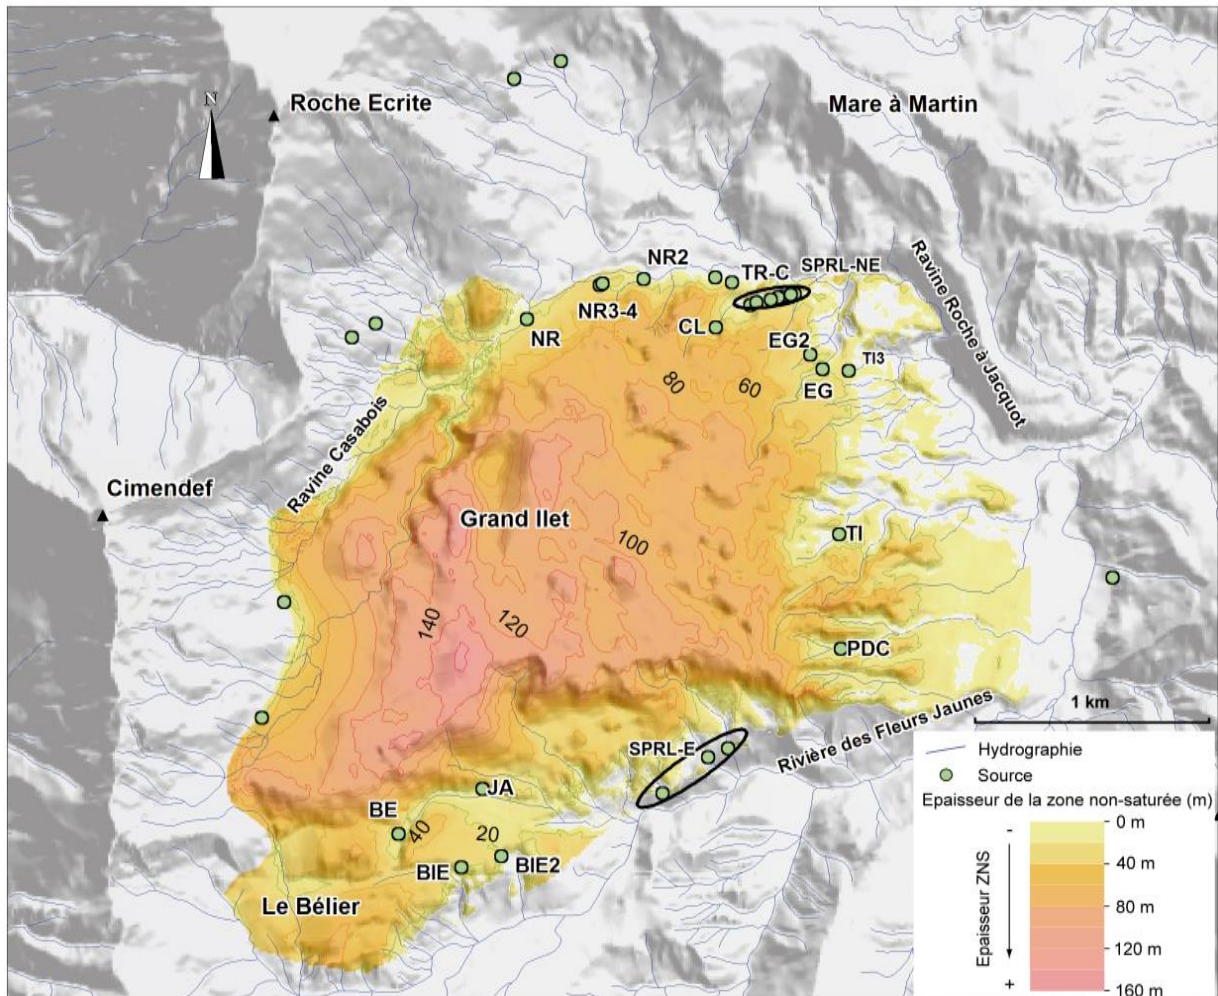 N
Roche Ecrite
Mare à Martin
NR2
TR-C
SPRL-NE
NR3-4
NR
CL
EG2
TI3
EG
80
60
Ravine Roche à Jacquot
Ravine Casabois
Cimendef
Grand Ilet
100
TI
140
120
PDC
1 km
SPRL-E
Rivière des Fleurs Jaunes
JA
BE
40
20
BIE
BIE2
Le Bélier
Hydrographie
Source
Epaisseur de la zone non-saturée (m)
-
0 m
40 m
80 m
120 m
160 m
Epaisseur ZNS
+